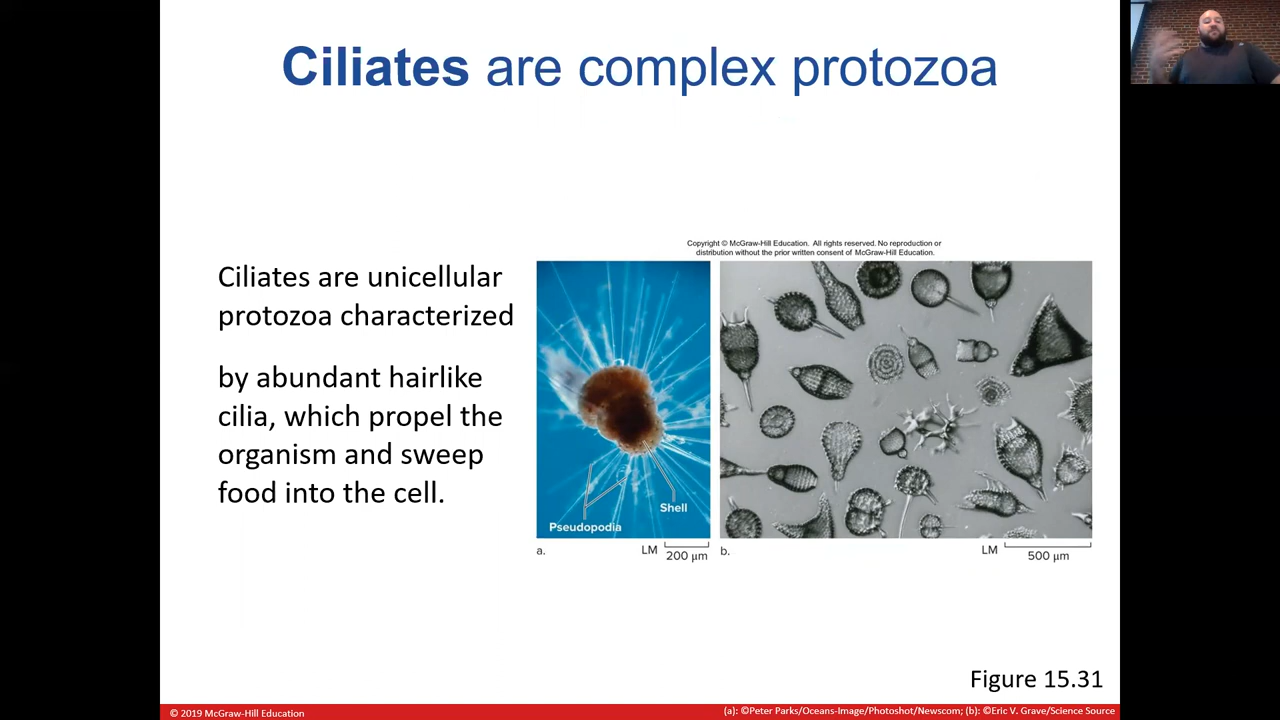 Ciliates are complex protozoa
Copyright © McGraw-Hill Education. All rights reserved. No reproduction or
distribution without the prior written consent of McGraw-Hill Education.
Ciliates are unicellular
protozoa characterized
by abundant hairlike
cilia, which propel the
organism and sweep
food into the cell.
Shell
Pseudopodia
a.
LM
200 µm
b.
LM
500 µm
Figure 15.31
© 2019 McGraw-Hill Education
(a): ©Peter Parks/Oceans-Image/Photoshot/Newscom; (b): ©Eric V. Grave/Science Source